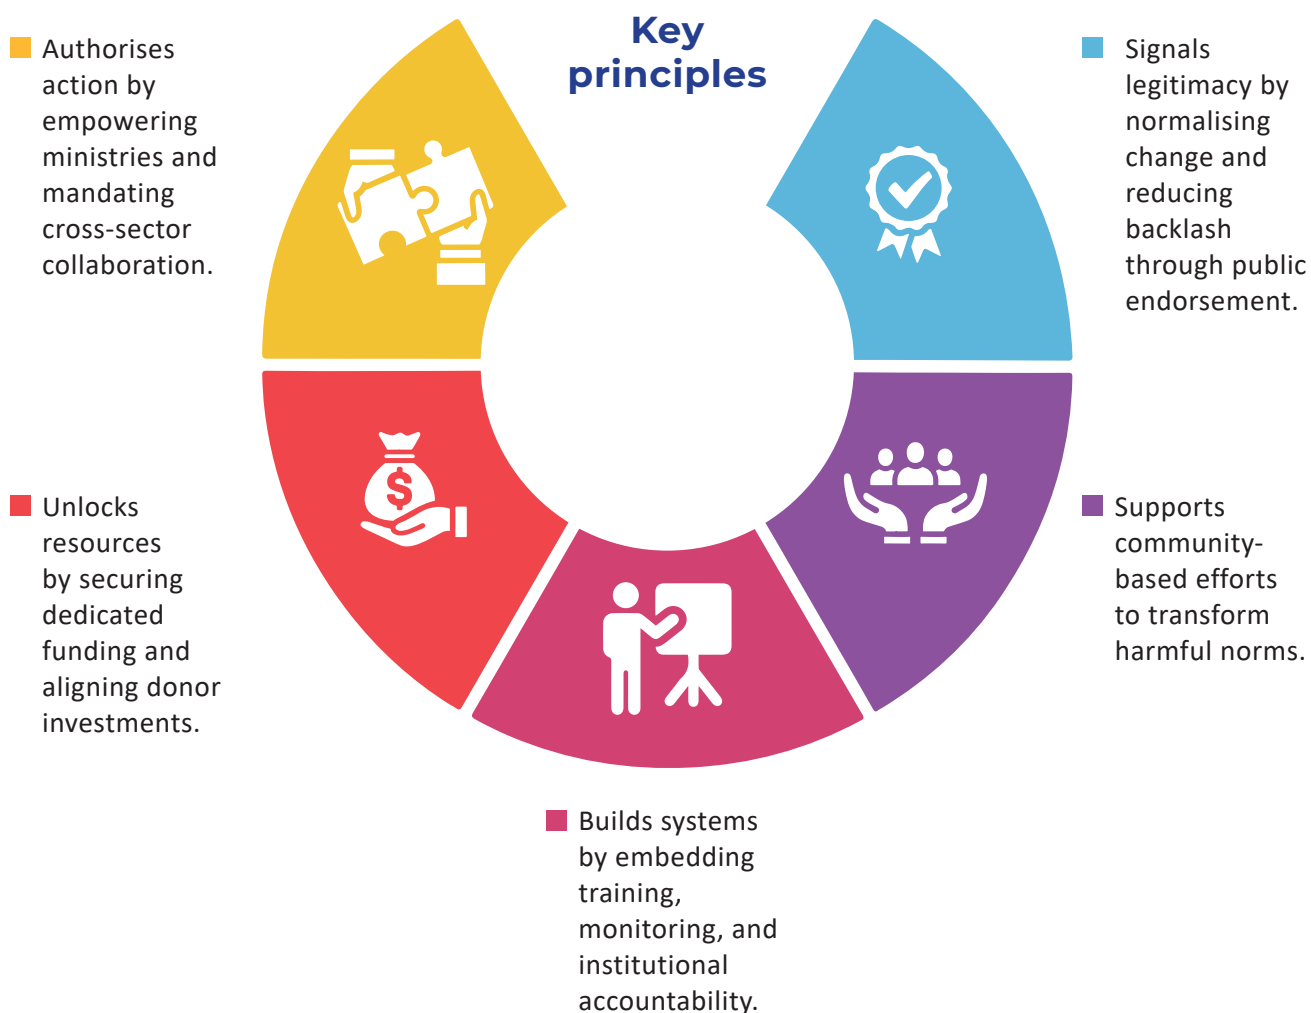 Key
principles
Authorises
action by
empowering
ministries and
mandating
cross-sector
collaboration.
Signals
legitimacy by
normalising
change and
reducing
backlash
through public
endorsement.
$
Unlocks
resources
by securing
dedicated
funding and
aligning donor
investments.
Supports
community-
based efforts
to transform
harmful norms.
Builds systems
by embedding
training,
monitoring, and
institutional
accountability.